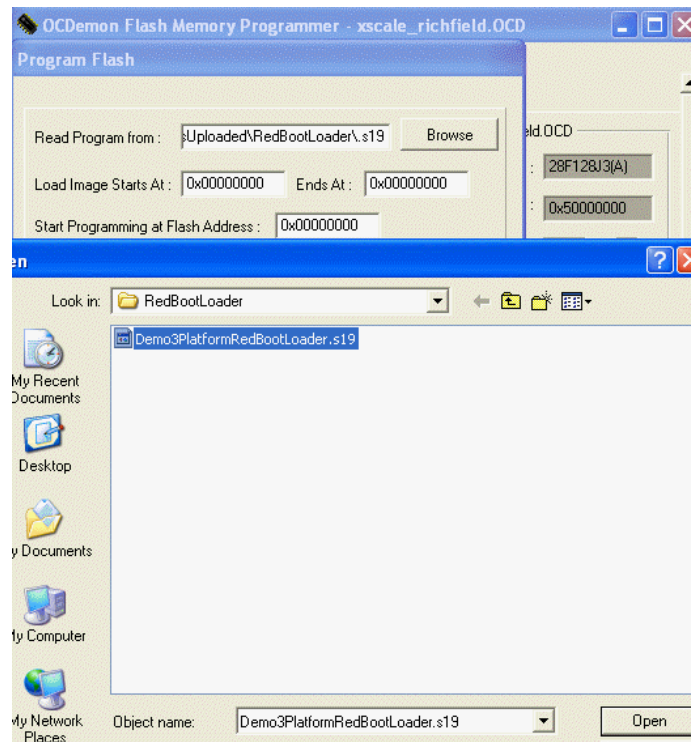 OCDemon Flash Memory Programmer - xscale_richfield.OCD
Program Flash
Read Program from : sUploaded\RedBootLoader\.s19 Browse
eld.OCD
Load Image Starts At : 0x00000000 Ends At : 0x00000000
: 28F128J3(A)
Start Programming at Flash Address : 0x00000000
: 0x50000000
en
Look in: RedBootLoader
Demo3PlatformRedBootLoader.s19
My Recent
Documents
Desktop
y Documents
My Computer
My Network
Places
Object name: Demo3PlatformRedBootLoader.s19 Open